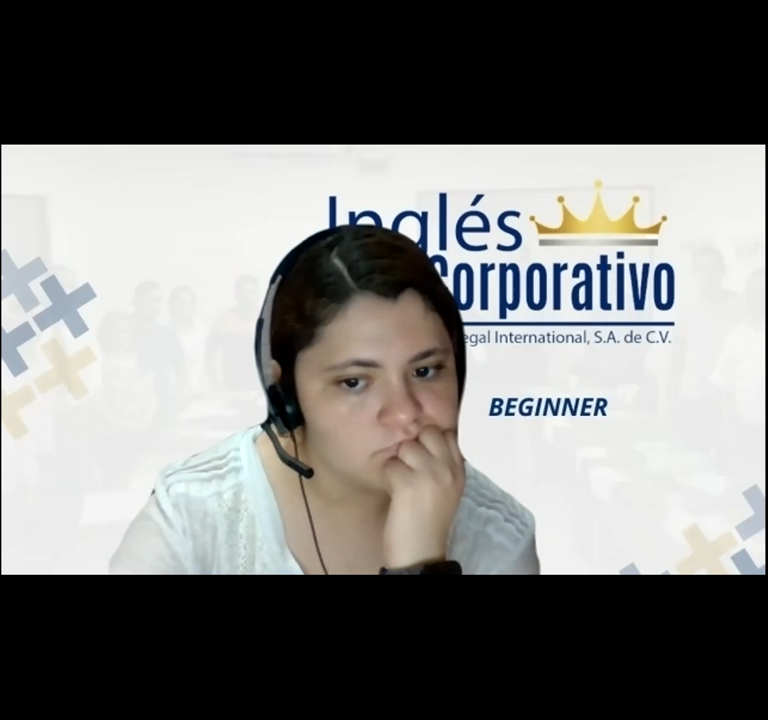 Inglés
Corporativo
egal International, S.A. de C.V.
BEGINNER